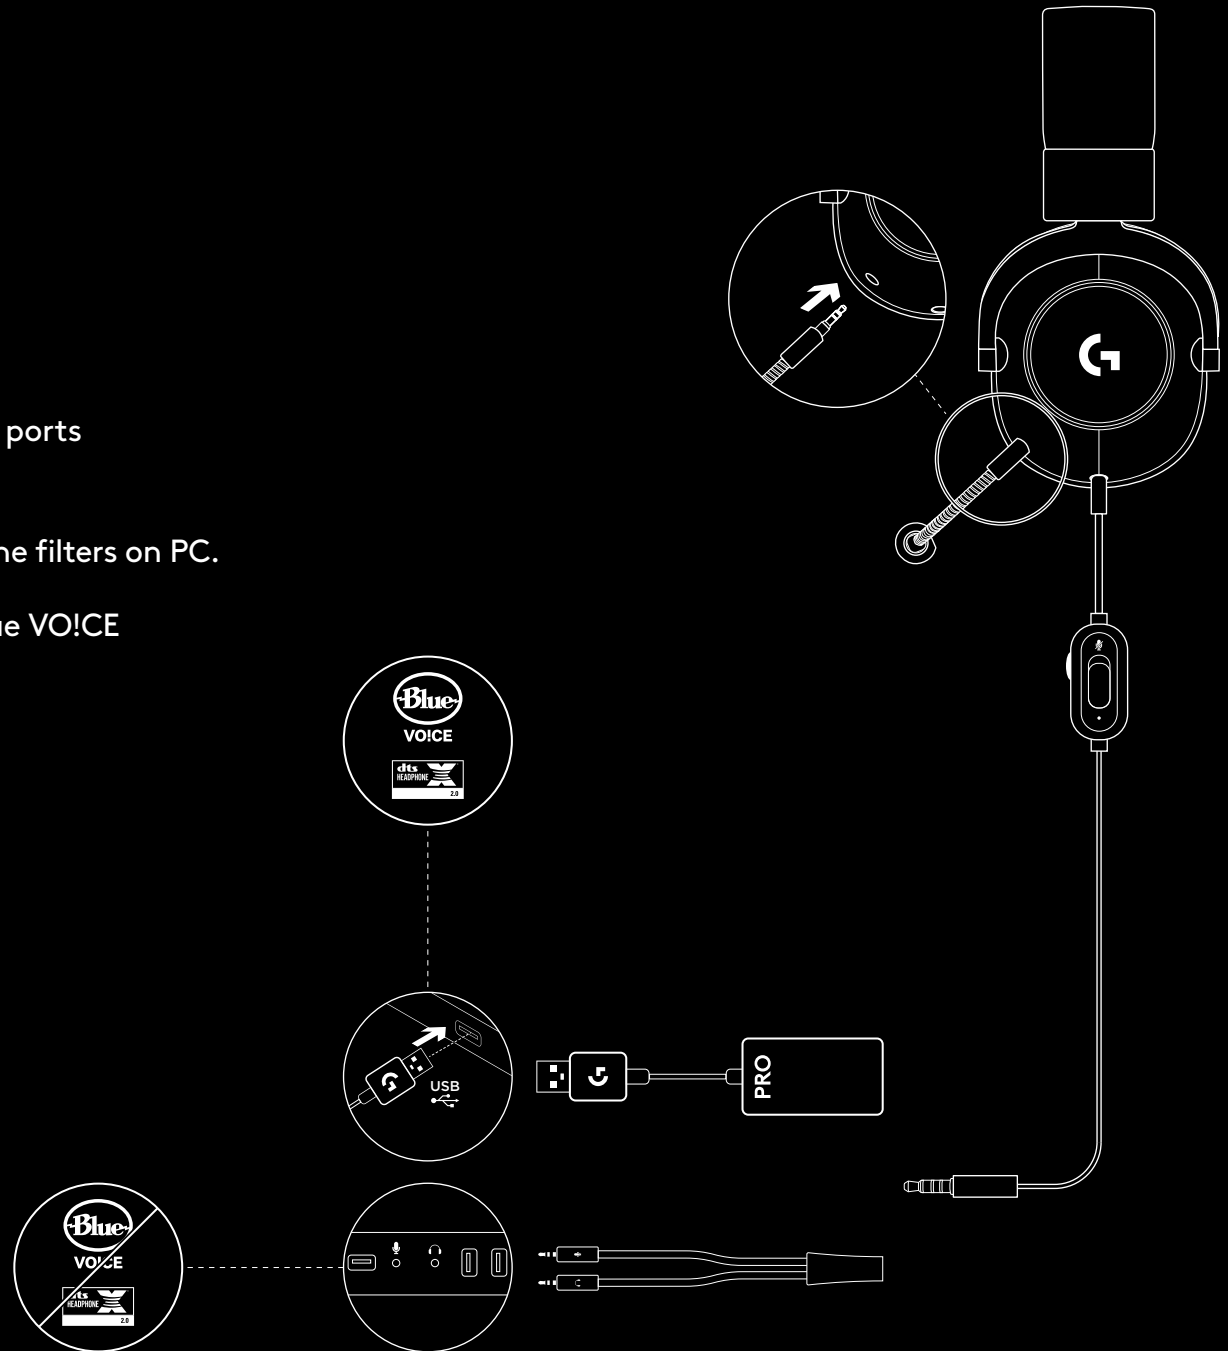 ports
ne filters on PC.
ue VO!CE
Blue
VO!CE
dts
HEADPHONE X
2.0
USB
PRO
Blue
VO!CE
dts
HEADPHONE X
2.0